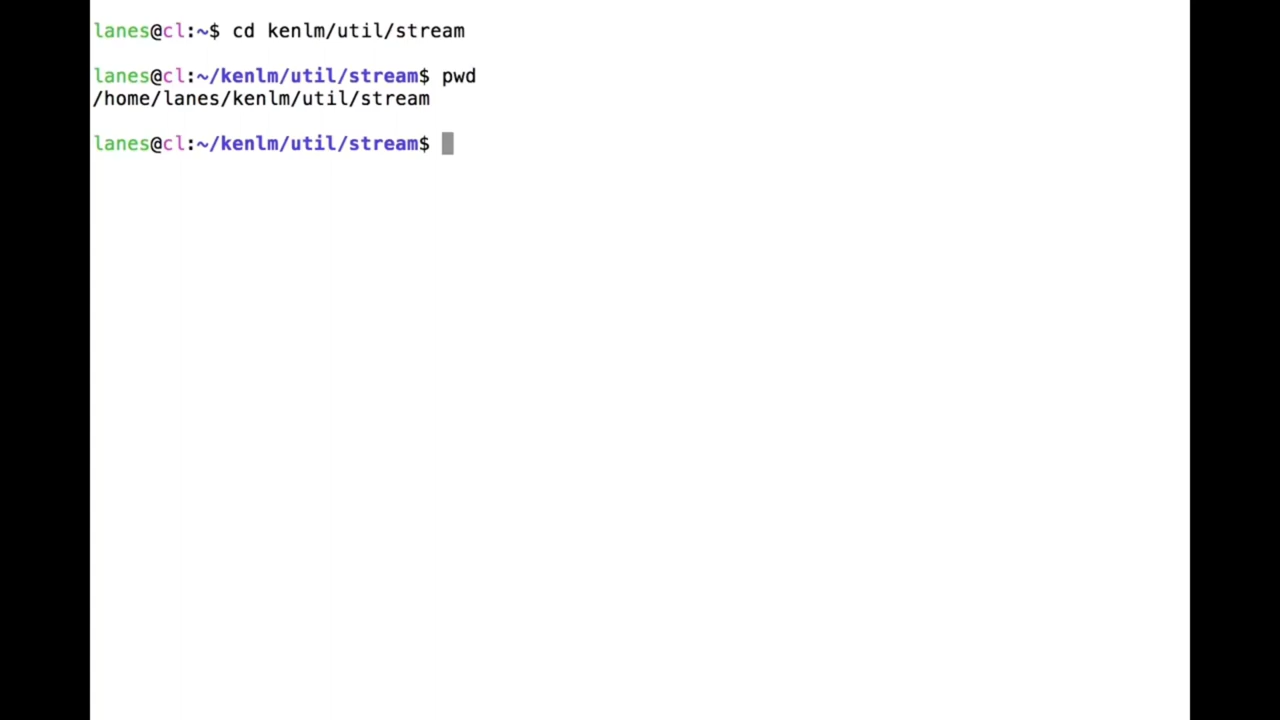 lanes@cl:~$ cd kenlm/util/stream
lanes@cl:~/kenlm/util/stream$ pwd
/home/lanes/kenlm/util/stream
lanes@cl:~/kenlm/util/stream$